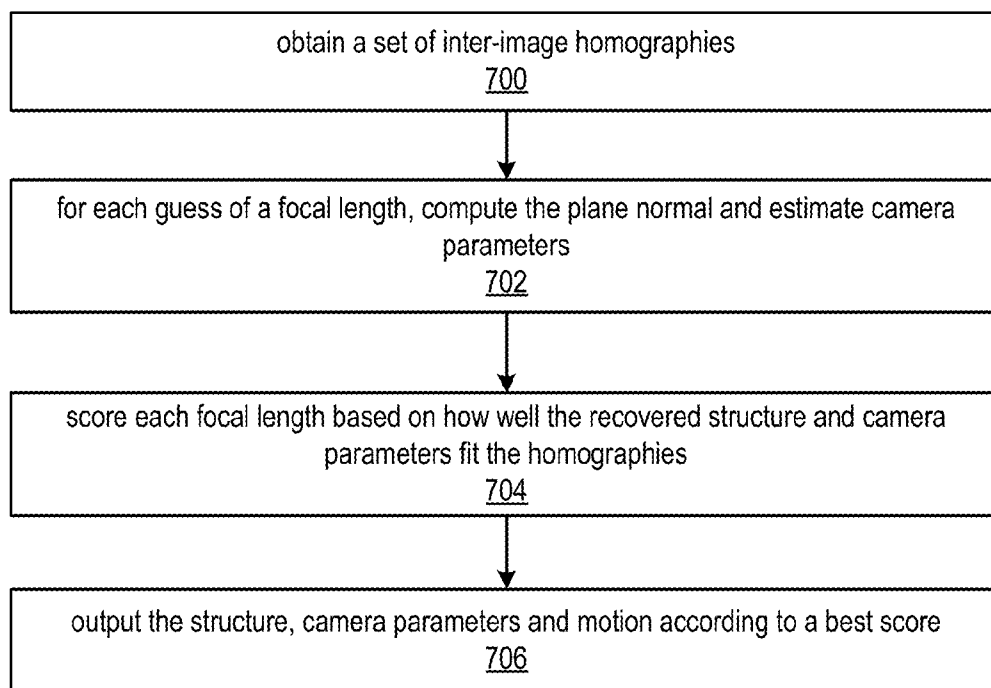 obtain a set of inter-image homographies
700
for each guess of a focal length, compute the plane normal and estimate camera
parameters
702
score each focal length based on how well the recovered structure and camera
parameters fit the homographies
704
output the structure, camera parameters and motion according to a best score
706